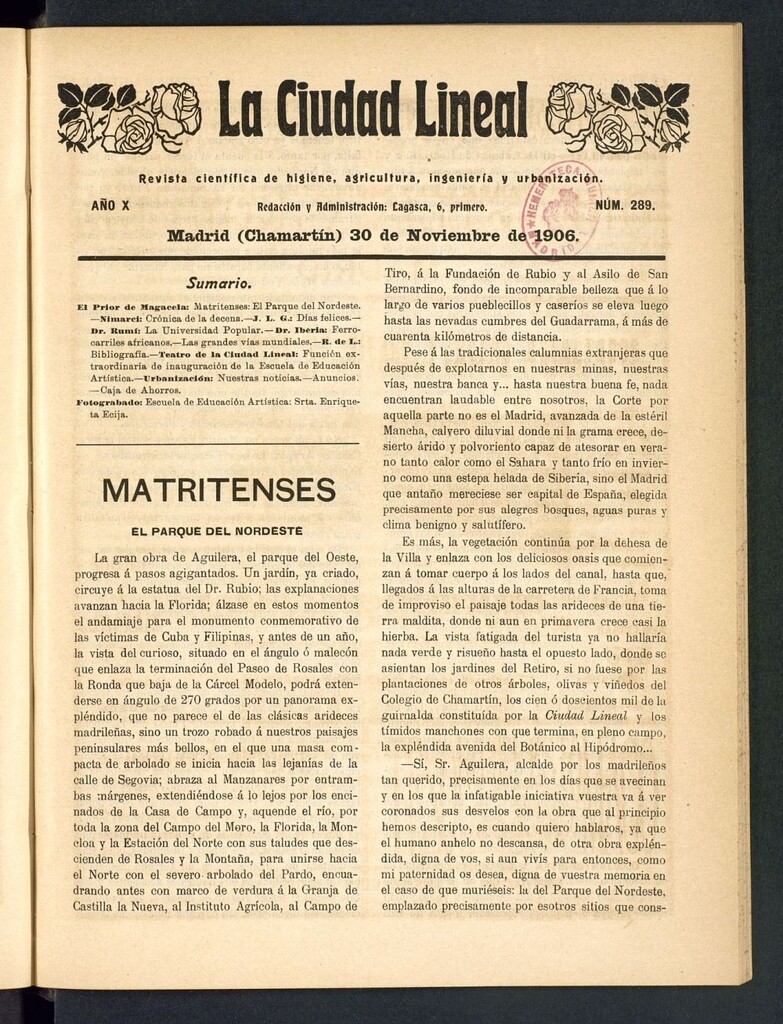 La Ciudad Lineal
Revista científica de higiene, agricultura, ingeniería y urbanización.
AÑO X
Redacción y Administración: Lagasca, 6, primero.
NÚM. 289.
Madrid (Chamartín) 30 de Noviembre de 1906.
HEMEROTECA MUNICIPAL
MADRID
Sumario.
El Prior de Magacela: Matritenses: El Parque del Nordeste.
—Nimarci: Crónica de la decena.—J. L. G.: Días felices.—
Dr. Rumí: La Universidad Popular.—Dr. Iberia: Ferro-
carriles africanos.—Las grandes vías mundiales.—R. de L.:
Bibliografía.—Teatro de la Ciudad Lineal: Función ex-
traordinaria de inauguración de la Escuela de Educación
Artística.—Urbanización: Nuestras noticias.—Anuncios.
—Caja de Ahorros.
Fotograbado: Escuela de Educación Artística: Srta. Enrique-
ta Ecija.
MATRITENSES
EL PARQUE DEL NORDESTE
La gran obra de Aguilera, el parque del Oeste,
progresa á pasos agigantados. Un jardín, ya criado,
circuye á la estatua del Dr. Rubio; las explanaciones
avanzan hacia la Florida; álzase en estos momentos
el andamiaje para el monumento conmemorativo de
las víctimas de Cuba y Filipinas, y antes de un año,
la vista del curioso, situado en el ángulo ó malecón
que enlaza la terminación del Paseo de Rosales con
la Ronda que baja de la Cárcel Modelo, podrá exten-
derse en ángulo de 270 grados por un panorama ex-
pléndido, que no parece el de las clásicas arideces
madrileñas, sino un trozo robado á nuestros paisajes
peninsulares más bellos, en el que una masa com-
pacta de arbolado se inicia hacia las lejanías de la
calle de Segovia; abraza al Manzanares por entram-
bas márgenes, extendiéndose á lo lejos por los enci-
nados de la Casa de Campo y, aquende el río, por
toda la zona del Campo del Moro, la Florida, la Mon-
cloa y la Estación del Norte con sus taludes que des-
cienden de Rosales y la Montaña, para unirse hacia
el Norte con el severo arbolado del Pardo, encua-
drando antes con marco de verdura á la Granja de
Castilla la Nueva, al Instituto Agrícola, al Campo de
Tiro, á la Fundación de Rubio y al Asilo de San
Bernardino, fondo de incomparable belleza que á lo
largo de varios pueblecillos y caseríos se eleva luego
hasta las nevadas cumbres del Guadarrama, á más de
cuarenta kilómetros de distancia.
Pese á las tradicionales calumnias extranjeras que
después de explotarnos en nuestras minas, nuestras
vías, nuestra banca y... hasta nuestra buena fe, nada
encuentran laudable entre nosotros, la Corte por
aquella parte no es el Madrid, avanzada de la estéril
Mancha, calvero diluvial donde ni la grama crece, de-
sierto árido y polvoriento capaz de atesorar en vera-
no tanto calor como el Sahara y tanto frío en invier-
no como una estepa helada de Siberia, sino el Madrid
que antaño mereciese ser capital de España, elegida
precisamente por sus alegres bosques, aguas puras y
clima benigno y salutífero.
Es más, la vegetación continúa por la dehesa de
la Villa y enlaza con los deliciosos oasis que comien-
zan á tomar cuerpo á los lados del canal, hasta que,
llegados á las alturas de la carretera de Francia, toma
de improviso el paisaje todas las arideces de una tie-
rra maldita, donde ni aun en primavera crece casi la
hierba. La vista fatigada del turista ya no hallaría
nada verde y risueño hasta el opuesto lado, donde se
asientan los jardines del Retiro, si no fuese por las
plantaciones de otros árboles, olivas y viñedos del
Colegio de Chamartín, los cien ó doscientos mil de la
guirnalda constituída por la Ciudad Lineal y los
tímidos manchones con que termina, en pleno campo,
la expléndida avenida del Botánico al Hipódromo...
—Sí, Sr. Aguilera, alcalde por los madrileños
tan querido, precisamente en los días que se avecinan
y en los que la infatigable iniciativa vuestra va á ver
coronados sus desvelos con la obra que al principio
hemos descripto, es cuando quiero hablaros, ya que
el humano anhelo no descansa, de otra obra expléndida, digna de vos, si aun vivís para entonces, como
mi paternidad os desea, digna de vuestra memoria en
el caso de que muriéseis: la del Parque del Nordeste,
emplazado precisamente por esotros sitios que cons-